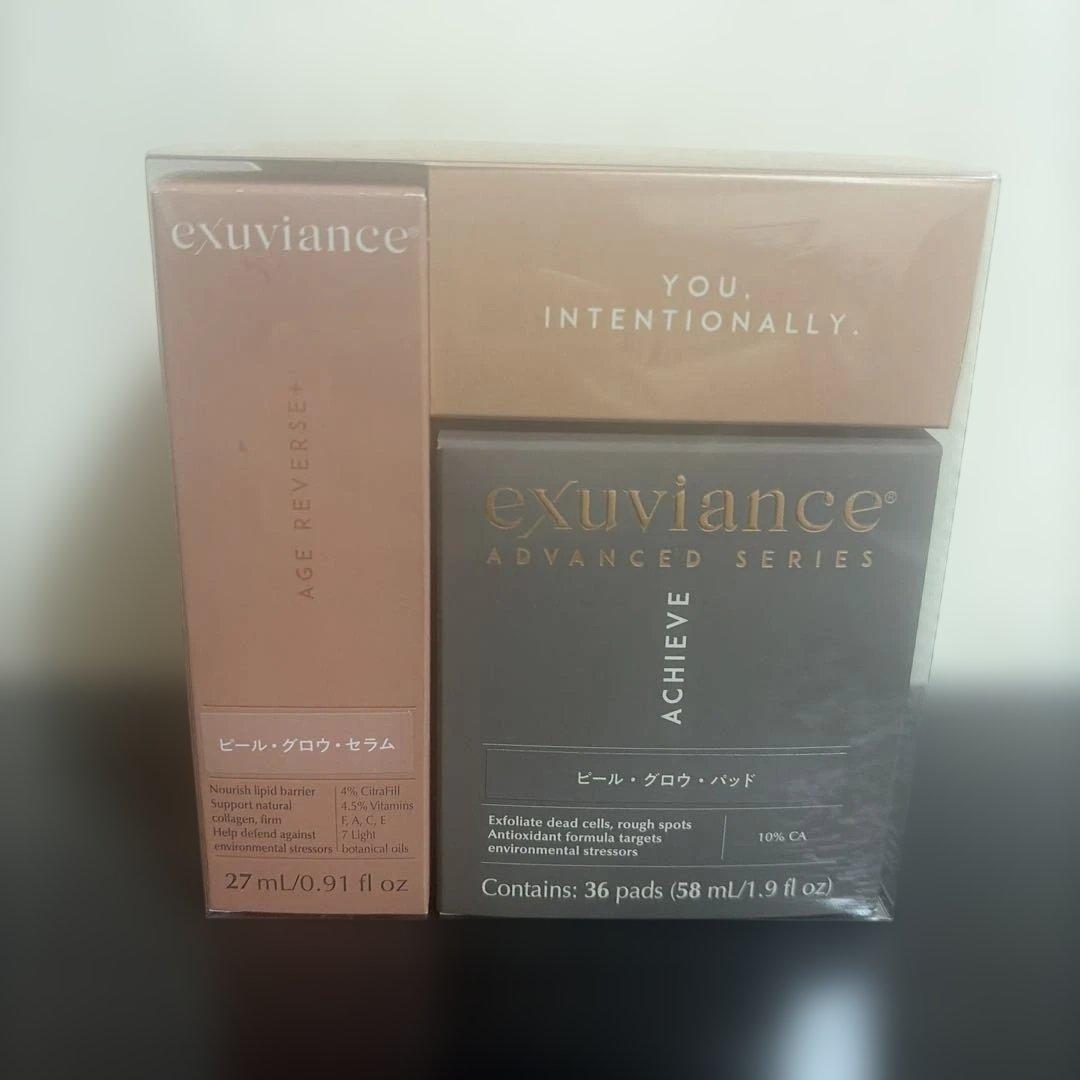 exuviance®
AGE REVERSE+
ピール・グロウ・セラム
Nourish lipid barrier
Support natural
collagen, firm
Help defend against
environmental stressors
4% CitraFill
4.5% Vitamins
F, A, C, E
7 Light
botanical oils
27 mL/0.91 fl oz
YOU,
INTENTIONALLY.
exuviance®
ADVANCED SERIES
ACHIEVE
ピール・グロウ・パッド
Exfoliate dead cells, rough spots
Antioxidant formula targets
environmental stressors
10% CA
Contains: 36 pads (58 mL/1.9 fl oz)